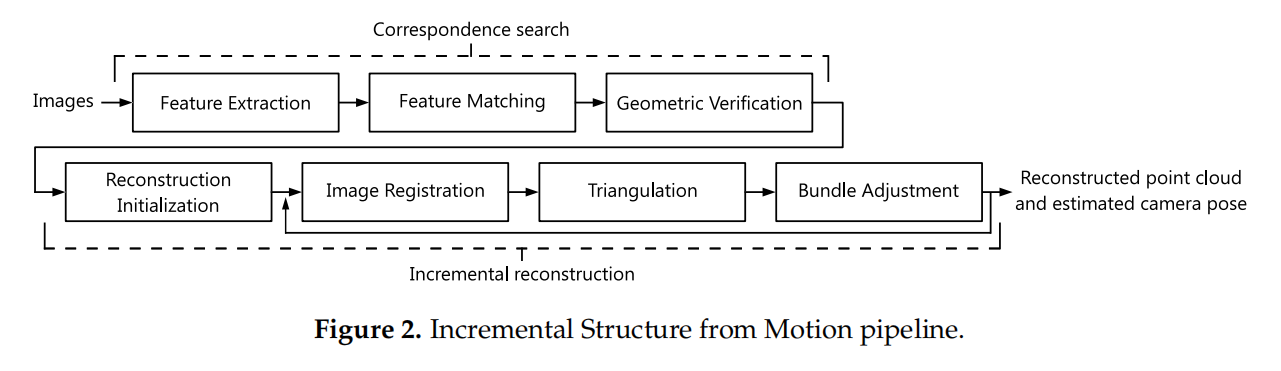 Correspondence search
Images
Feature Extraction
Feature Matching
Geometric Verification
Reconstruction
Initialization
Image Registration
Triangulation
Bundle Adjustment
Reconstructed point cloud
and estimated camera pose
Incremental reconstruction
Figure 2. Incremental Structure from Motion pipeline.